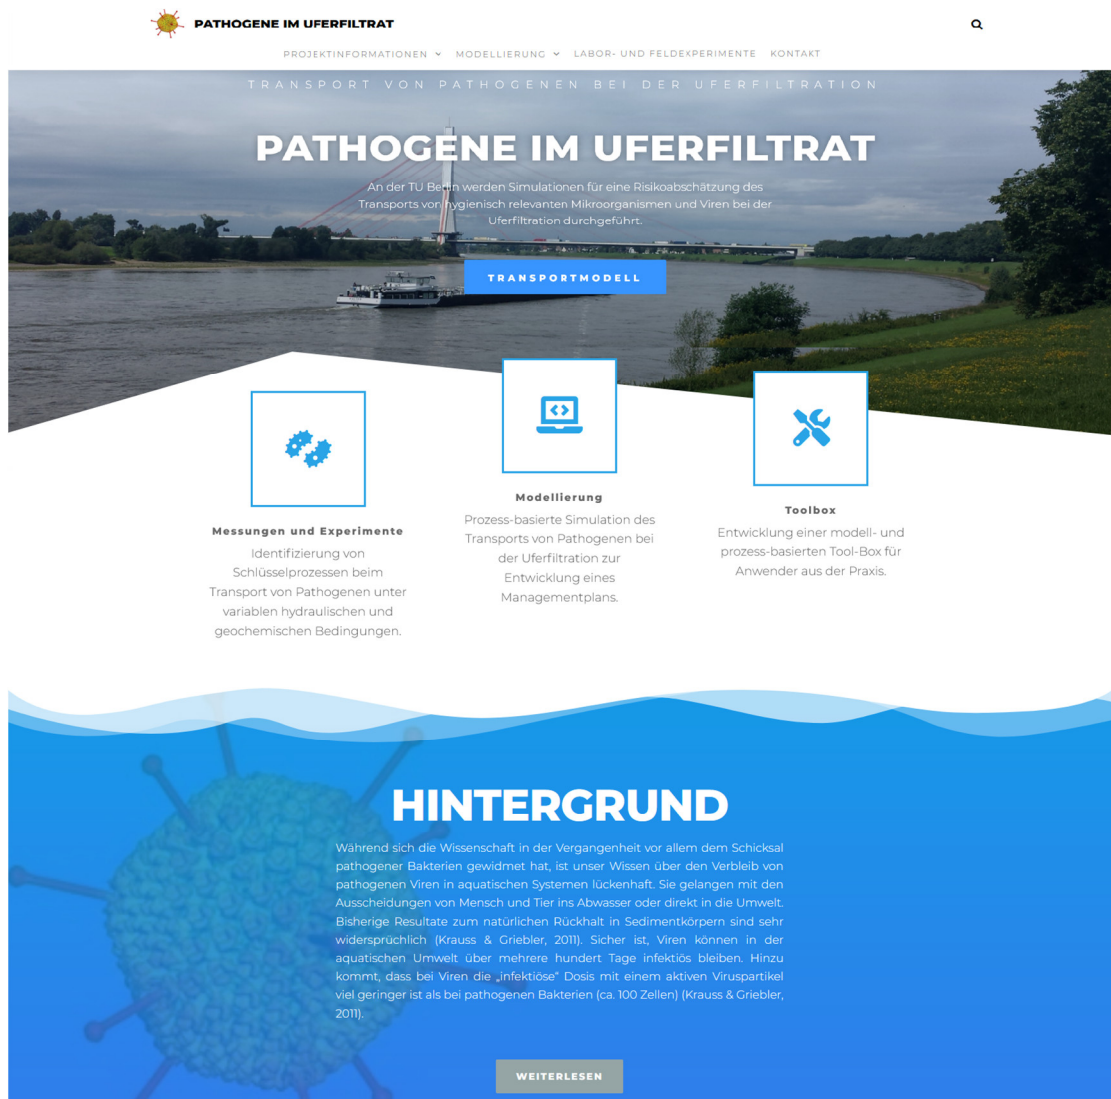 PATHOGENE IM UFERFILTRAT
PROJEKTINFORMATIONEN MODELLIERUNG LABOR- UND FELDEXPERIMENTE KONTAKT
TRANSPORT VON PATHOGENEN BEI DER UFERFILTRATION
PATHOGENE IM UFERFILTRAT
An der TU Berlin werden Simulationen für eine Risikoabschätzung des
Transports von hygienisch relevanten Mikroorganismen und Viren bei der
Uferfiltration durchgeführt.
TRANSPORTMODELL
Messungen und Experimente
Identifizierung von
Schlüsselprozessen beim
Transport von Pathogenen unter
variablen hydraulischen und
geochemischen Bedingungen.
Modellierung
Prozess-basierte Simulation des
Transports von Pathogenen bei
der Uferfiltration zur
Entwicklung eines
Managementplans.
Toolbox
Entwicklung einer modell- und
prozess-basierten Tool-Box für
Anwender aus der Praxis.
HINTERGRUND
Während sich die Wissenschaft in der Vergangenheit vor allem dem Schicksal
pathogener Bakterien gewidmet hat, ist unser Wissen über den Verbleib von
pathogenen Viren in aquatischen Systemen lückenhaft. Sie gelangen mit den
Ausscheidungen von Mensch und Tier ins Abwasser oder direkt in die Umwelt.
Bisherige Resultate zum natürlichen Rückhalt in Sedimentkörpern sind sehr
widersprüchlich (Krauss & Griebler, 2011). Sicher ist, Viren können in der
aquatischen Umwelt über mehrere hundert Tage infektiös bleiben. Hinzu
kommt, dass bei Viren die „infektiöse“ Dosis mit einem aktiven Viruspartikel
viel geringer ist als bei pathogenen Bakterien (ca. 100 Zellen) (Krauss & Griebler,
2011).
WEITERLESEN